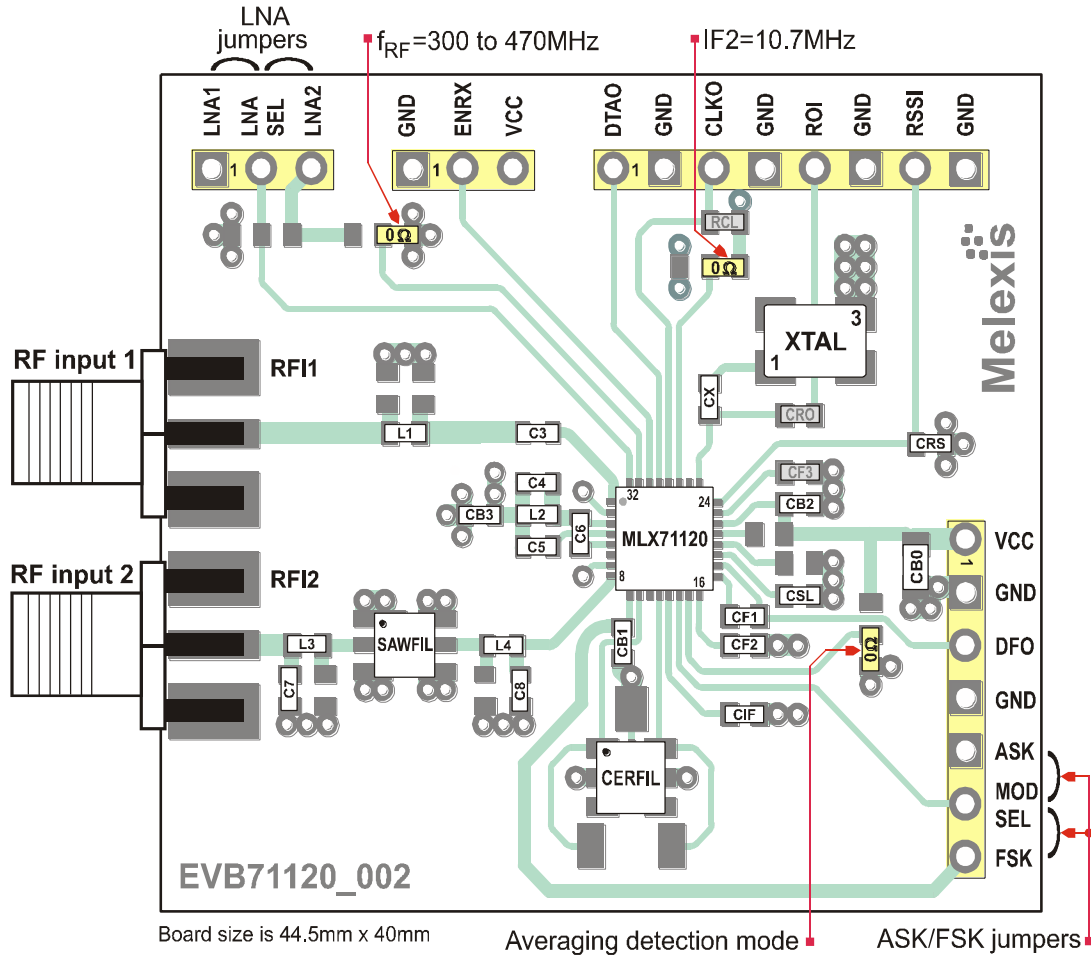 LNA
jumpers
fRF=300 to 470MHz
IF2=10.7MHz
LNA1
LNA
SEL
LNA2
GND
ENRX
VCC
DTAO
GND
CLKO
GND
ROI
GND
RSSI
GND
1
1
1
RCL
0Ω
0Ω
Melexis
XTAL
3
1
RF input 1
RFI1
CX
CRO
L1
C3
CRS
C4
CF3
CB3
L2
C6
32
24
CB2
MLX71120
C5
8
16
VCC
1
CB0
RF input 2
RFI2
CSL
GND
CF1
L3
SAWFIL
L4
CB1
CF2
0Ω
DFO
C7
C8
GND
CIF
ASK
CERFIL
MOD
SEL
FSK
EVB71120_002
Board size is 44.5mm x 40mm
Averaging detection mode
ASK/FSK jumpers